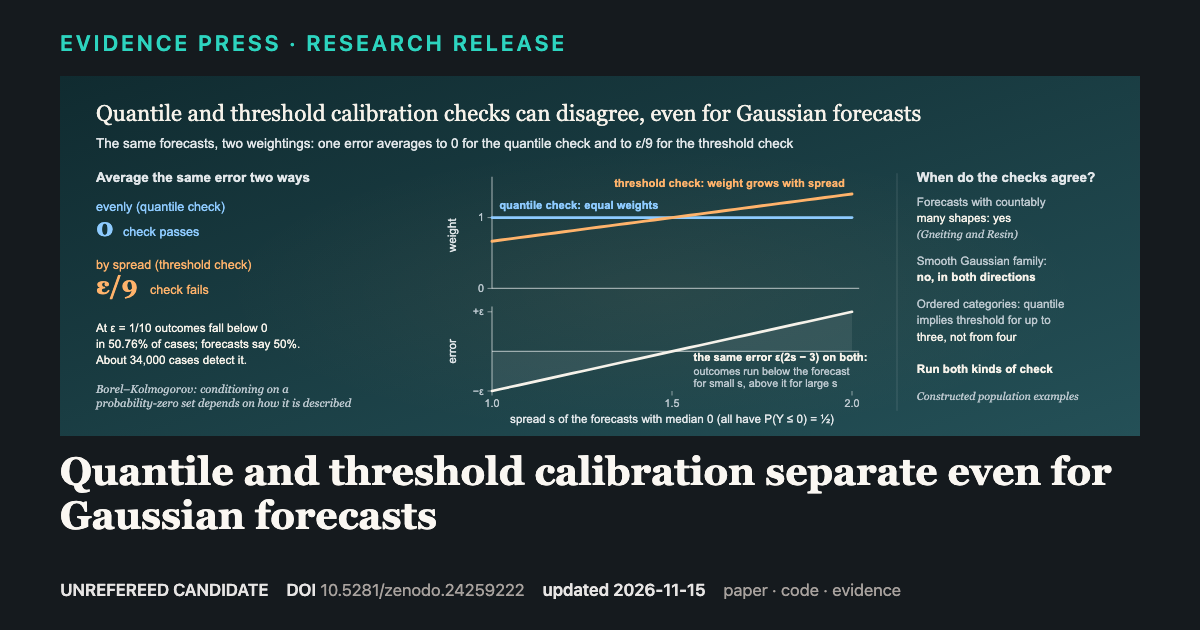 EVIDENCE PRESS · RESEARCH RELEASE
Quantile and threshold calibration checks can disagree, even for Gaussian forecasts
The same forecasts, two weightings: one error averages to 0 for the quantile check and to ε/9 for the threshold check
Average the same error two ways
evenly (quantile check)
0 check passes
by spread (threshold check)
ε/9 check fails
At ε = 1/10 outcomes fall below 0
in 50.76% of cases; forecasts say 50%.
About 34,000 cases detect it.
Borel–Kolmogorov: conditioning on a
probability-zero set depends on how it is described
threshold check: weight grows with spread
quantile check: equal weights
weight
1
0
+ε
error
−ε
the same error ε(2s − 3) on both:
outcomes run below the forecast
for small s, above it for large s
1.0 1.5 2.0
spread s of the forecasts with median 0 (all have P(Y ≤ 0) = ½)
When do the checks agree?
Forecasts with countably
many shapes: yes
(Gneiting and Resin)
Smooth Gaussian family:
no, in both directions
Ordered categories: quantile
implies threshold for up to
three, not from four
Run both kinds of check
Constructed population examples
Quantile and threshold calibration separate even for
Gaussian forecasts
UNREFEREED CANDIDATE DOI 10.5281/zenodo.24259222 updated 2026-11-15 paper · code · evidence